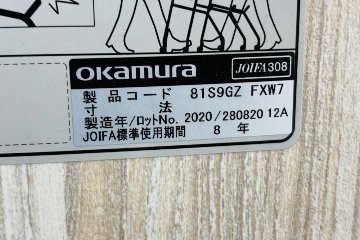 okamura JOIFA308
製品コード 81S9GZ FXW7
寸法
製造年/ロットNo. 2020/280820 12A
JOIFA標準使用期間 8 年